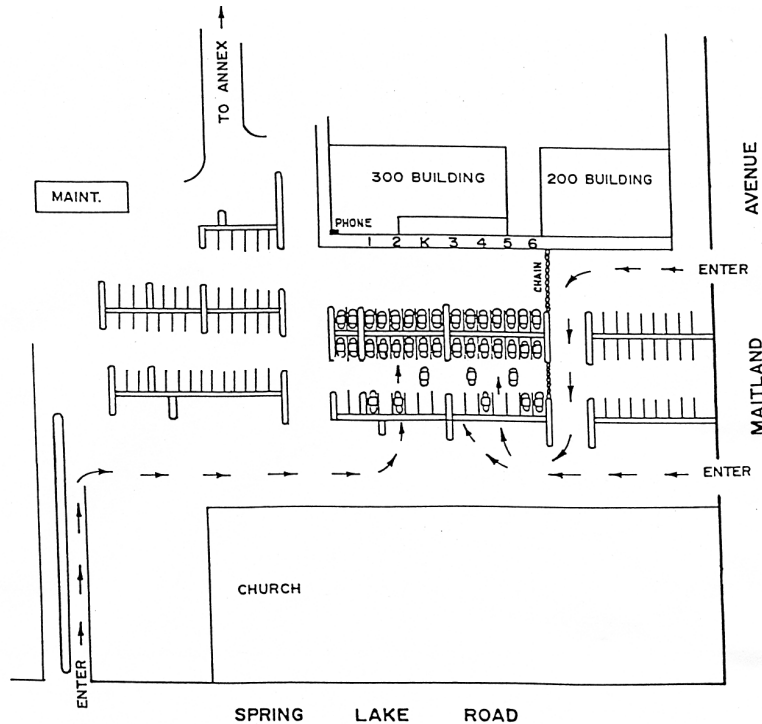 TO ANNEX
MAINT.
300 BUILDING
200 BUILDING
PHONE
1 2 K 3 4 5 6
CHAIN
ENTER
AVENUE
MAITLAND
ENTER
CHURCH
ENTER
SPRING LAKE ROAD